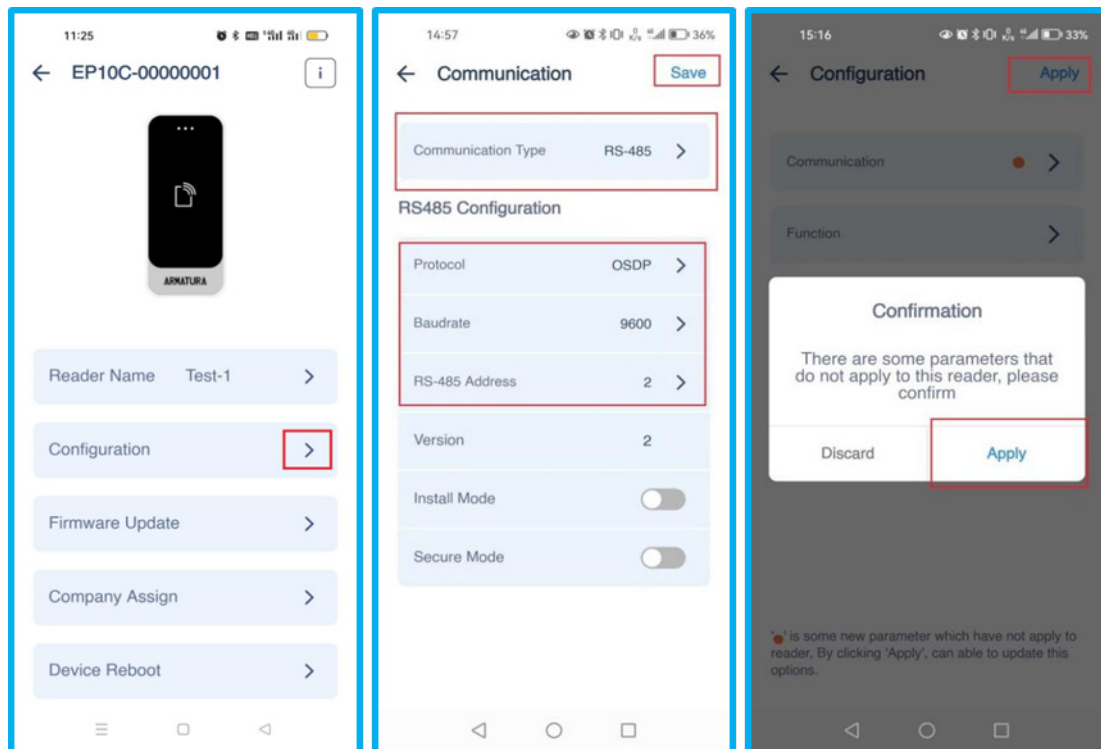 11:25
EP10C-00000001
i
ARMATURA
Reader Name Test-1
Configuration
Firmware Update
Company Assign
Device Reboot
14:57
36%
Communication Save
Communication Type RS-485
RS485 Configuration
Protocol OSDP
Baudrate 9600
RS-485 Address 2
Version 2
Install Mode
Secure Mode
15:16
33%
Configuration Apply
Communication
Function
Confirmation
There are some parameters that
do not apply to this reader, please
confirm
Discard Apply
' ' is some new parameter which have not apply to
reader, By clicking 'Apply', can able to update this
options.